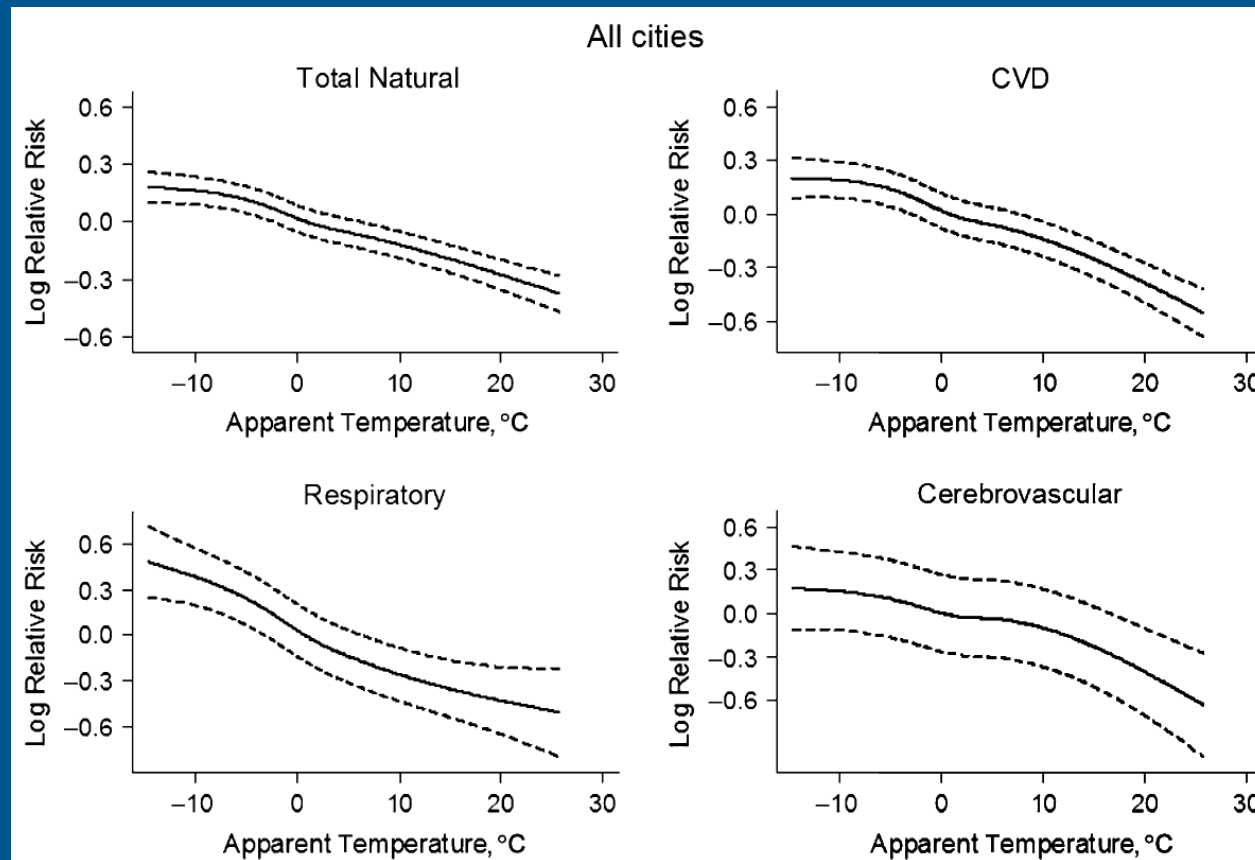 All cities
Total Natural
Log Relative Risk
0.6
0.3
0.0
−0.3
−0.6
−10 0 10 20 30
Apparent Temperature, °C
CVD
Log Relative Risk
0.6
0.3
0.0
−0.3
−0.6
−10 0 10 20 30
Apparent Temperature, °C
Respiratory
Log Relative Risk
0.6
0.3
0.0
−0.3
−0.6
−10 0 10 20 30
Apparent Temperature, °C
Cerebrovascular
Log Relative Risk
0.6
0.3
0.0
−0.3
−0.6
−10 0 10 20 30
Apparent Temperature, °C